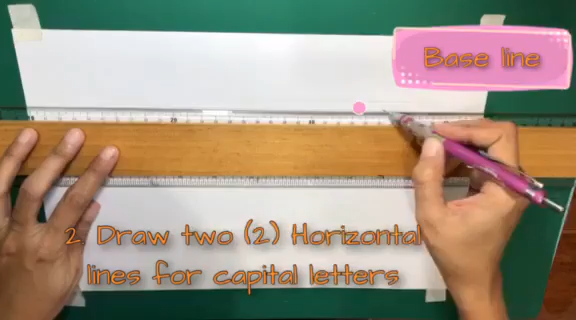 Base line
2. Draw two (2) Horizontal
lines for capital letters